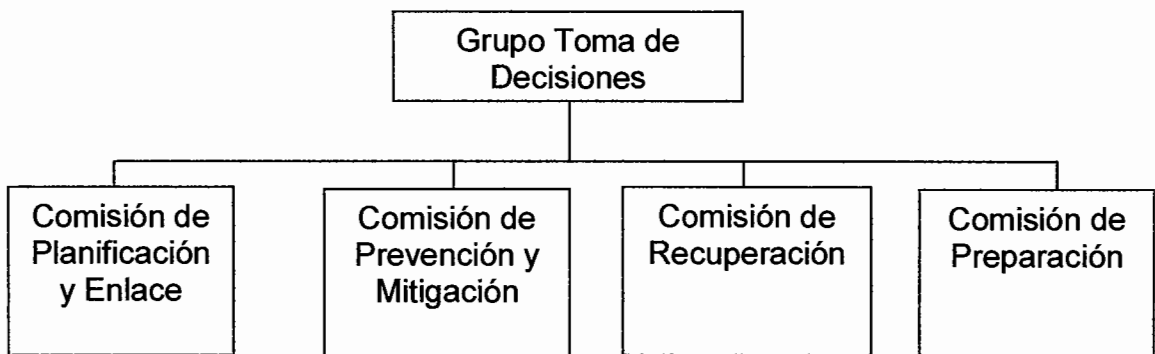 Grupo Toma de
Decisiones
Comisión de
Planificación
y Enlace
Comisión de
Prevención y
Mitigación
Comisión de
Recuperación
Comisión de
Preparación